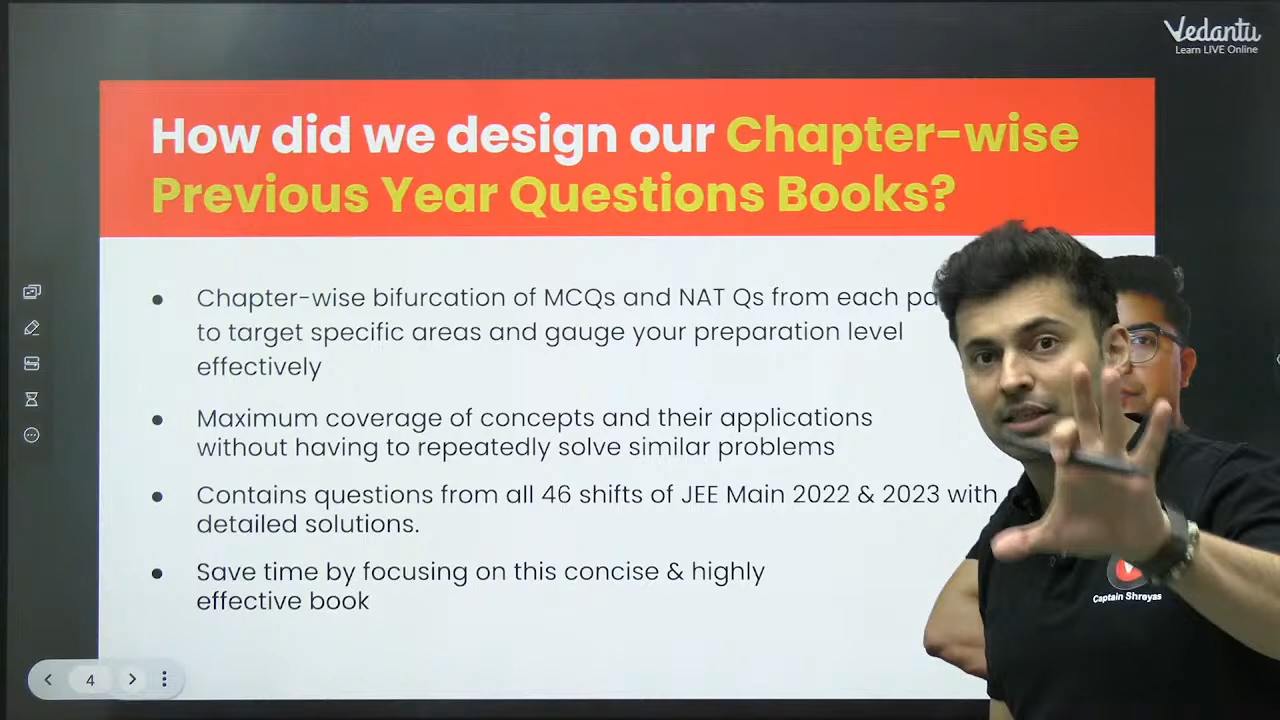 Vedantu
Learn LIVE Online
How did we design our Chapter-wise
Previous Year Questions Books?
Chapter-wise bifurcation of MCQs and NAT Qs from each
to target specific areas and gauge your preparation level
effectively
Maximum coverage of concepts and their applications
without having to repeatedly solve similar problems
Contains questions from all 46 shifts of JEE Main 2022 & 2023 with
detailed solutions.
Save time by focusing on this concise & highly
effective book
Captain Shreyas
4